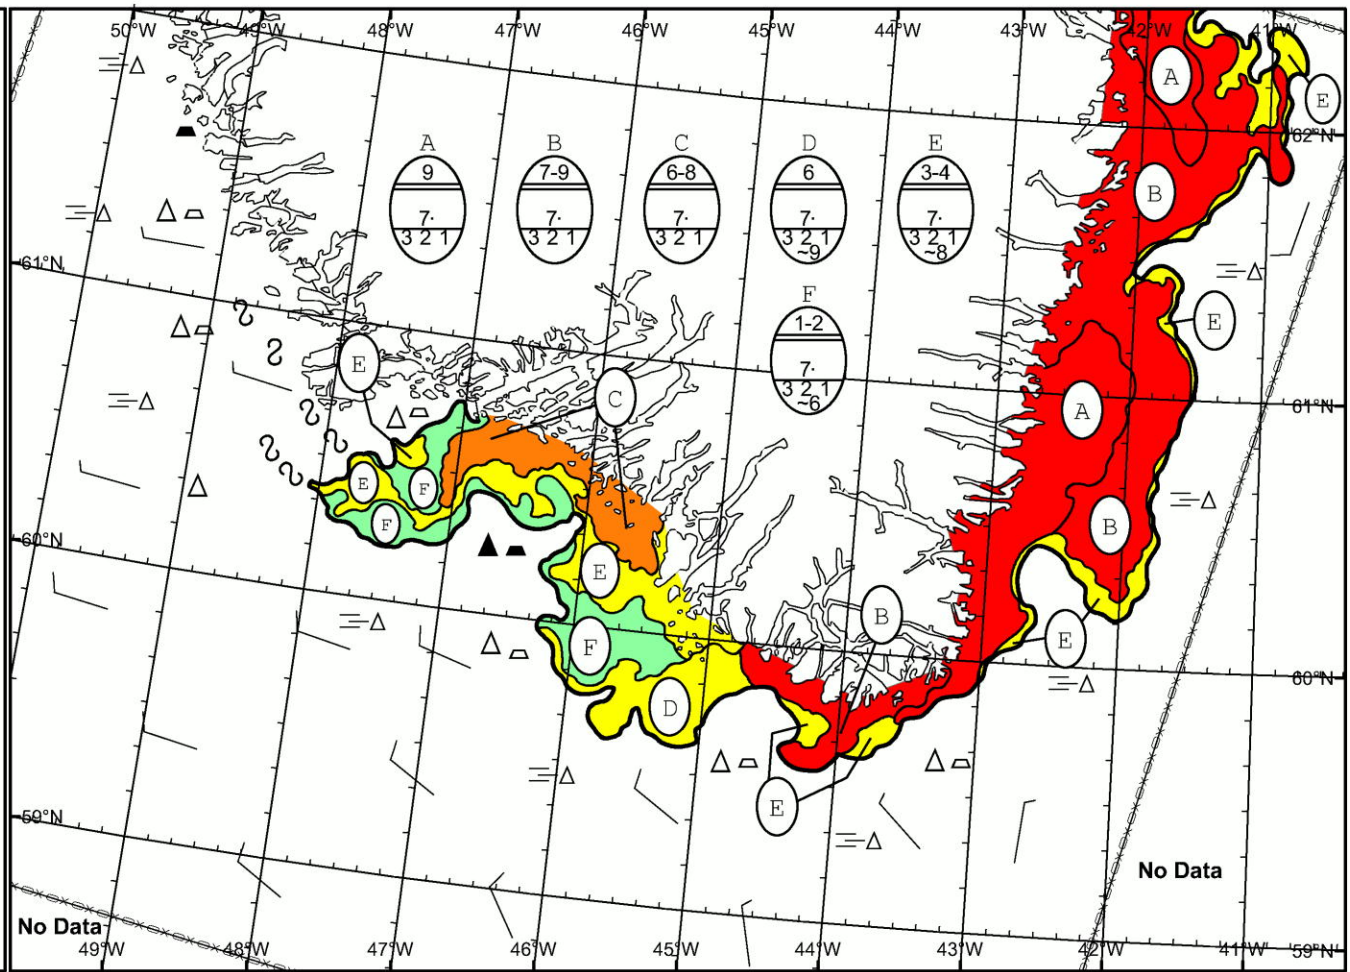 50°W 49°W 48°W 47°W 46°W 45°W 44°W 43°W 42°W 41°W
A
E
62°N
A B C D E
9 7-9 6-8 6 3-4
7· 7· 7· 7· 7·
3 2 1 3 2 1 3 2 1 3 2 1 3 2 1
~9 ~8
B
61°N
F
1-2
7·
3 2 1
~6
E
E
C
A
61°N
E
F
F
B
60°N
E
B
F
E
60°N
D
E
59°N
No Data
No Data
49°W 48°W 47°W 46°W 45°W 44°W 43°W 42°W 41°W 59°N